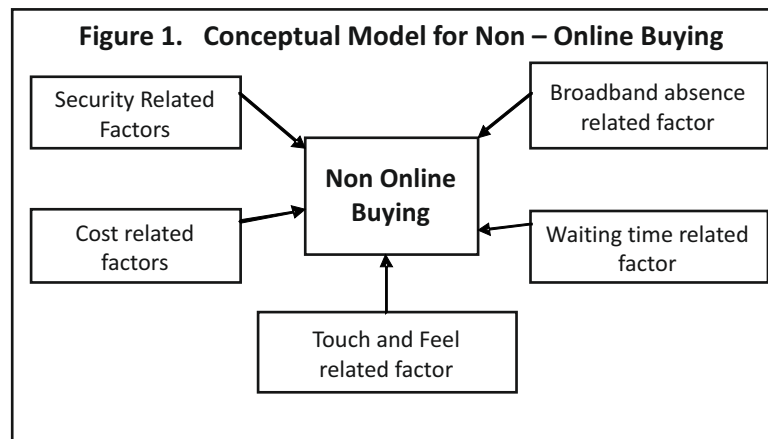 Figure 1.   Conceptual Model for Non – Online Buying
Security Related
Factors
Broadband absence
related factor
Non Online
Buying
Cost related
factors
Waiting time related
factor
Touch and Feel
related factor